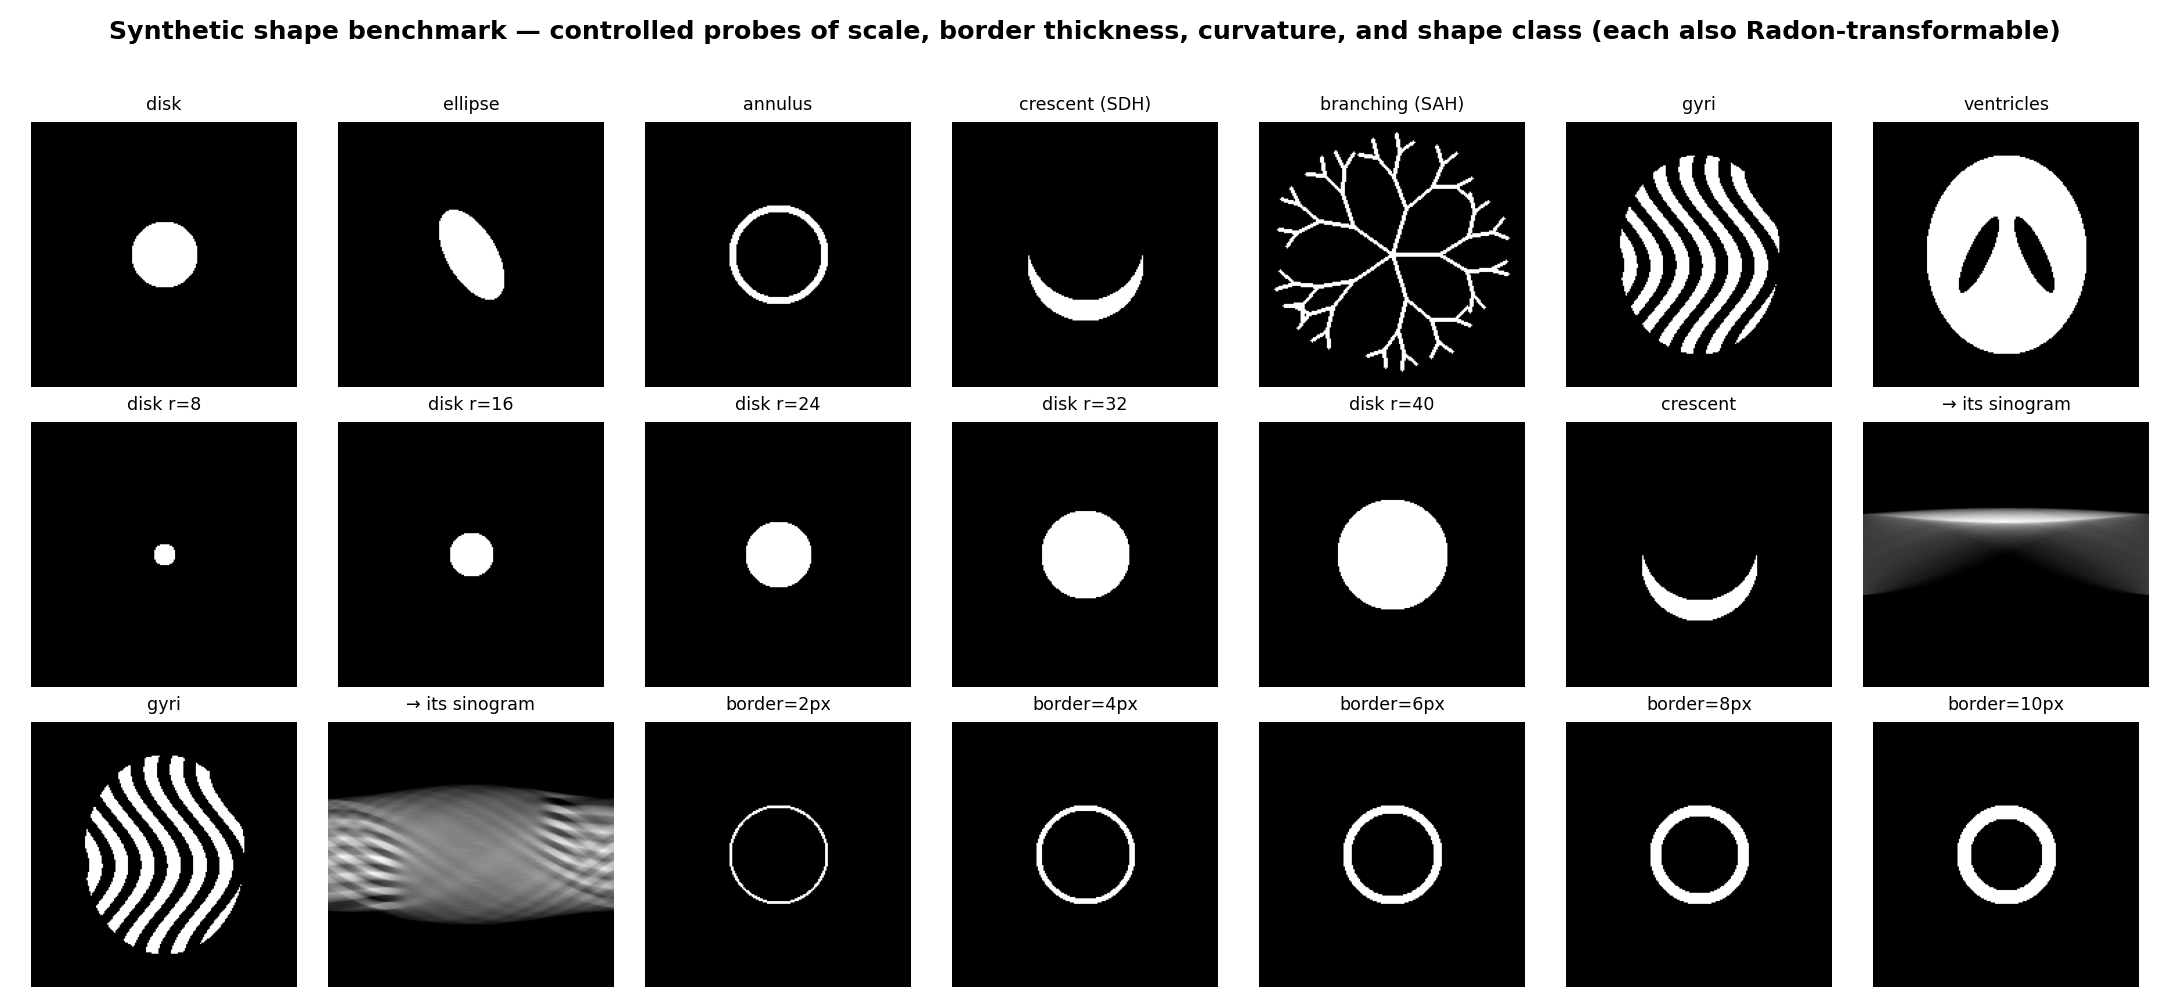 Synthetic shape benchmark — controlled probes of scale, border thickness, curvature, and shape class (each also Radon-transformable)
disk
ellipse
annulus
crescent (SDH)
branching (SAH)
gyri
ventricles
disk r=8
disk r=16
disk r=24
disk r=32
disk r=40
crescent
→ its sinogram
gyri
→ its sinogram
border=2px
border=4px
border=6px
border=8px
border=10px